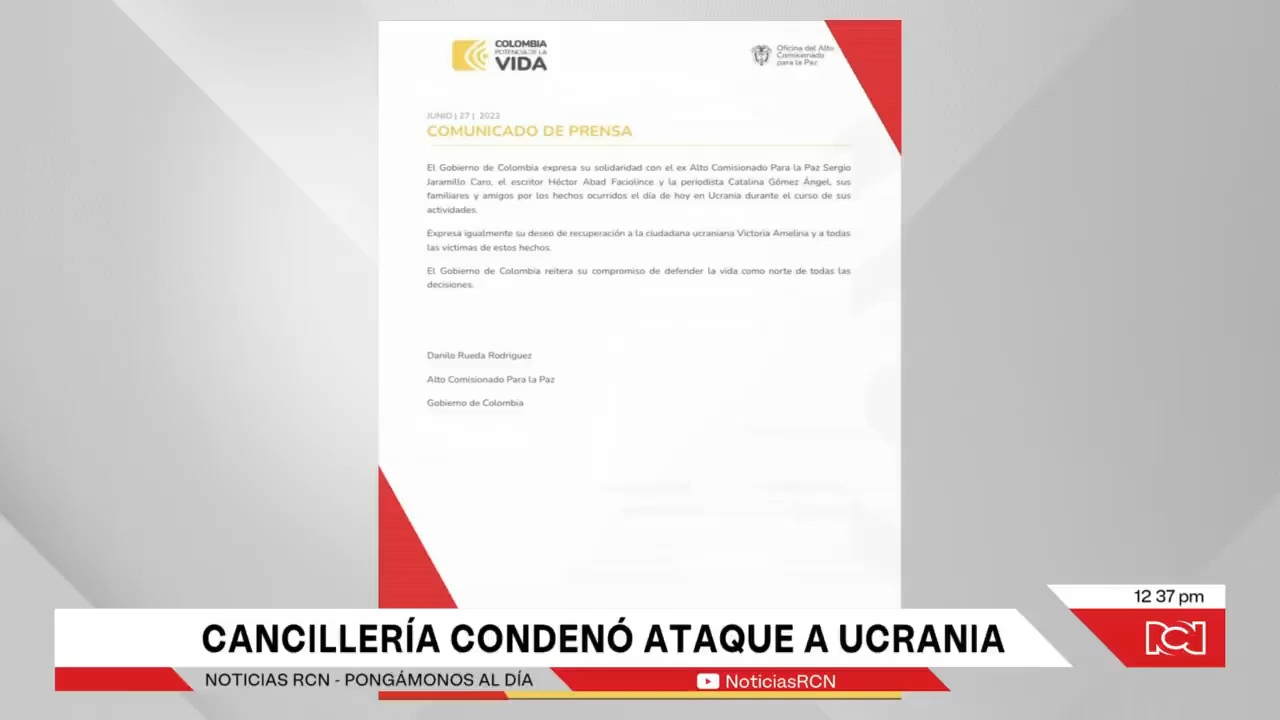 COLOMBIA
POTENCIA DE LA
VIDA
Oficina del Alto
Comisionado
para la Paz
JUNIO | 27 | 2023
COMUNICADO DE PRENSA
El Gobierno de Colombia expresa su solidaridad con el ex Alto Comisionado Para la Paz Sergio
Jaramillo Caro, el escritor Héctor Abad Faciolince y la periodista Catalina Gómez Ángel, sus
familiares y amigos por los hechos ocurridos el día de hoy en Ucrania durante el curso de sus
actividades.
Expresa igualmente su deseo de recuperación a la ciudadana ucraniana Victoria Amelina y a todas
las víctimas de estos hechos.
El Gobierno de Colombia reitera su compromiso de defender la vida como norte de todas las
decisiones.
Danilo Rueda Rodriguez
Alto Comisionado Para la Paz
Gobierno de Colombia
12 37 pm
CANCILLERÍA CONDENÓ ATAQUE A UCRANIA
RCN
NOTICIAS RCN - PONGÁMONOS AL DÍA
NoticiasRCN